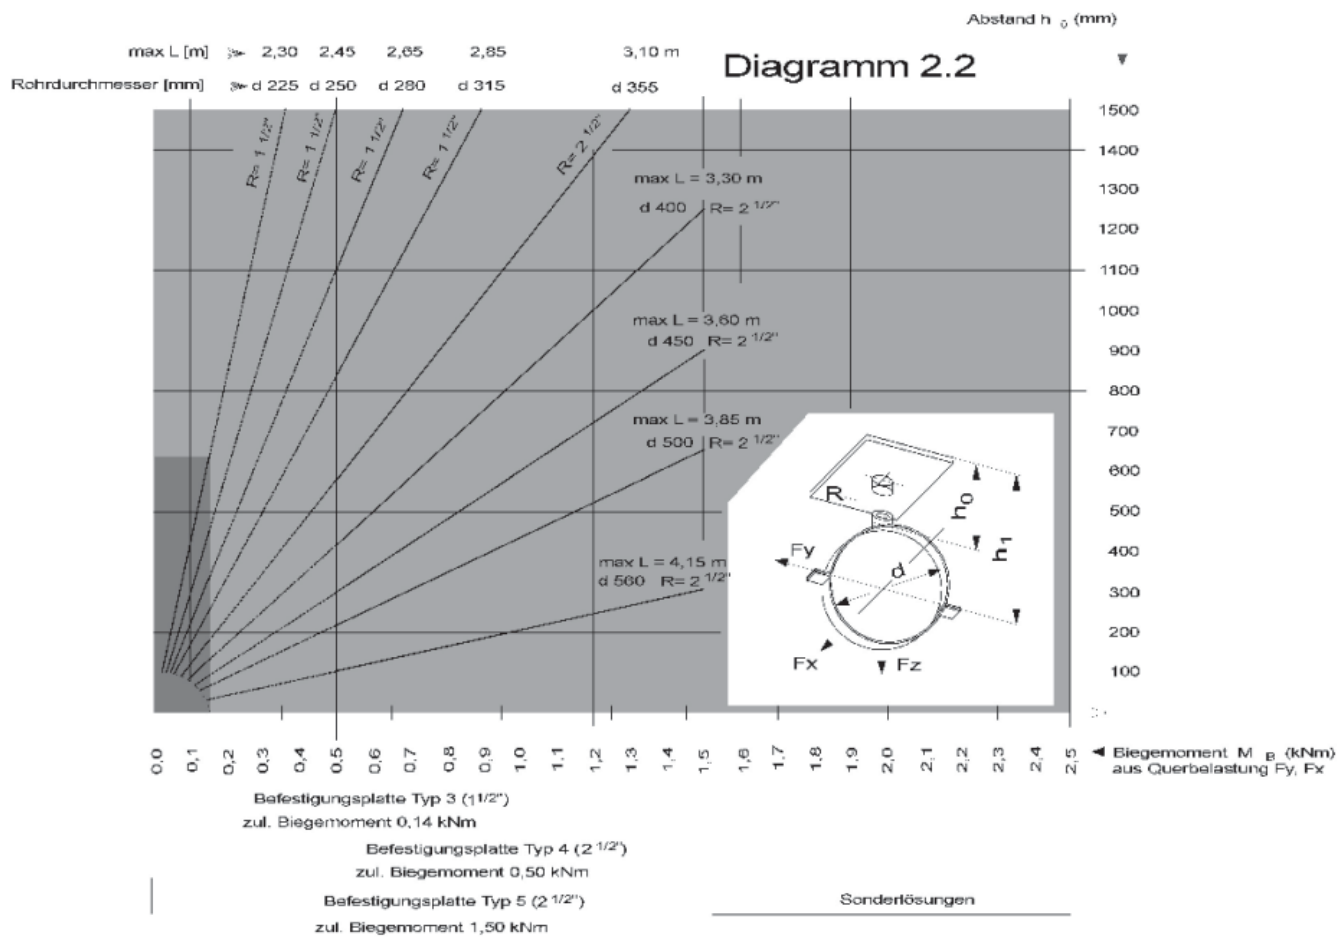 Abstand h ö (mm)
max L [m] 2,30 2,45 2,65 2,85 3,10 m
Diagramm 2.2
Rohrdurchmesser [mm] d 225 d 250 d 280 d 315 d 355
R= 1 1/2"
R= 1 1/2"
R= 1 1/2"
R= 1 1/2"
R= 2 1/2"
1500
1400
1300
1200
1100
1000
900
800
700
600
500
400
300
200
100
max L = 3,30 m
d 400 R= 2 1/2"
max L = 3,60 m
d 450 R= 2 1/2"
max L = 3,85 m
d 500 R= 2 1/2"
max L = 4,15 m
d 560 R= 2 1/2"
R
h0
h1
Fy
d
Fx
Fz
0,0 0,1 0,2 0,3 0,5 0,6 0,7 0,8 0,9 1,0 1,1 1,2 1,3 1,4 1,5 1,6 1,7 1,8 1,9 2,0 2,1 2,2 2,3 2,4 2,5
Biegemoment M B (kNm)
aus Querbelastung Fy, Fx
Befestigungsplatte Typ 3 (1 1/2")
zul. Biegemoment 0,14 kNm
Befestigungsplatte Typ 4 (2 1/2")
zul. Biegemoment 0,50 kNm
Befestigungsplatte Typ 5 (2 1/2")
zul. Biegemoment 1,50 kNm
Sonderlösungen